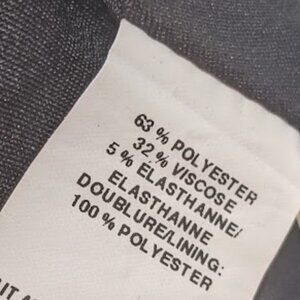 63 % POLYESTER
32 % VISCOSE
5 % ELASTHANNE/
ELASTHANNE
DOUBLURE/LINING:
100 % POLYESTER